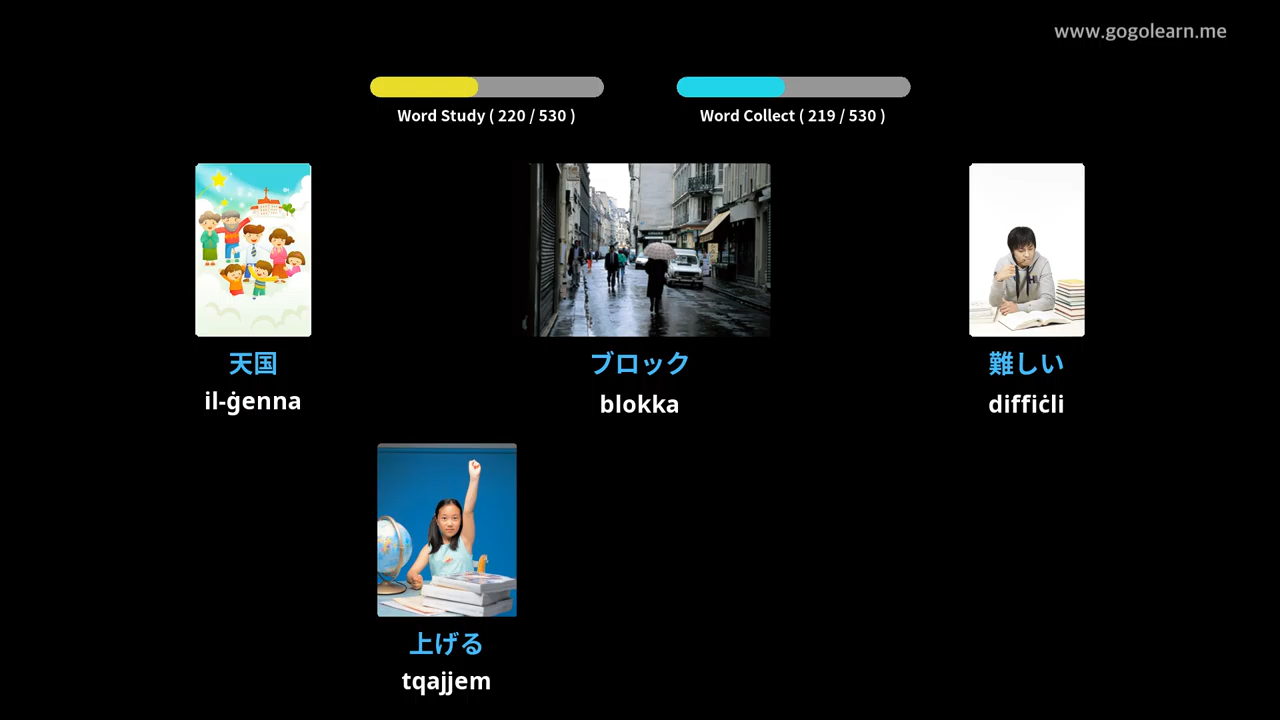 www.gogolearn.me
Word Study ( 220 / 530 )
Word Collect ( 219 / 530 )
天国
il-ġenna
ブロック
blokka
難しい
diffiċli
上げる
tqajjem